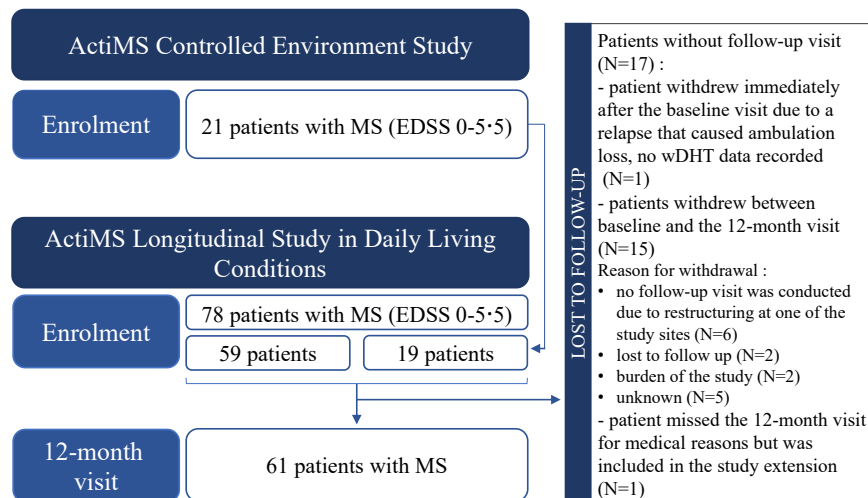 ActiMS Controlled Environment Study
Enrolment
21 patients with MS (EDSS 0-5·5)
ActiMS Longitudinal Study in Daily Living
Conditions
Enrolment
78 patients with MS (EDSS 0-5·5)
59 patients
19 patients
12-month
visit
61 patients with MS
LOST TO FOLLOW-UP
Patients without follow-up visit
(N=17) :
- patient withdrew immediately
after the baseline visit due to a
relapse that caused ambulation
loss, no wDHT data recorded
(N=1)
- patients withdrew between
baseline and the 12-month visit
(N=15)
Reason for withdrawal :
• no follow-up visit was conducted
due to restructuring at one of the
study sites (N=6)
• lost to follow up (N=2)
• burden of the study (N=2)
• unknown (N=5)
- patient missed the 12-month visit
for medical reasons but was
included in the study extension
(N=1)